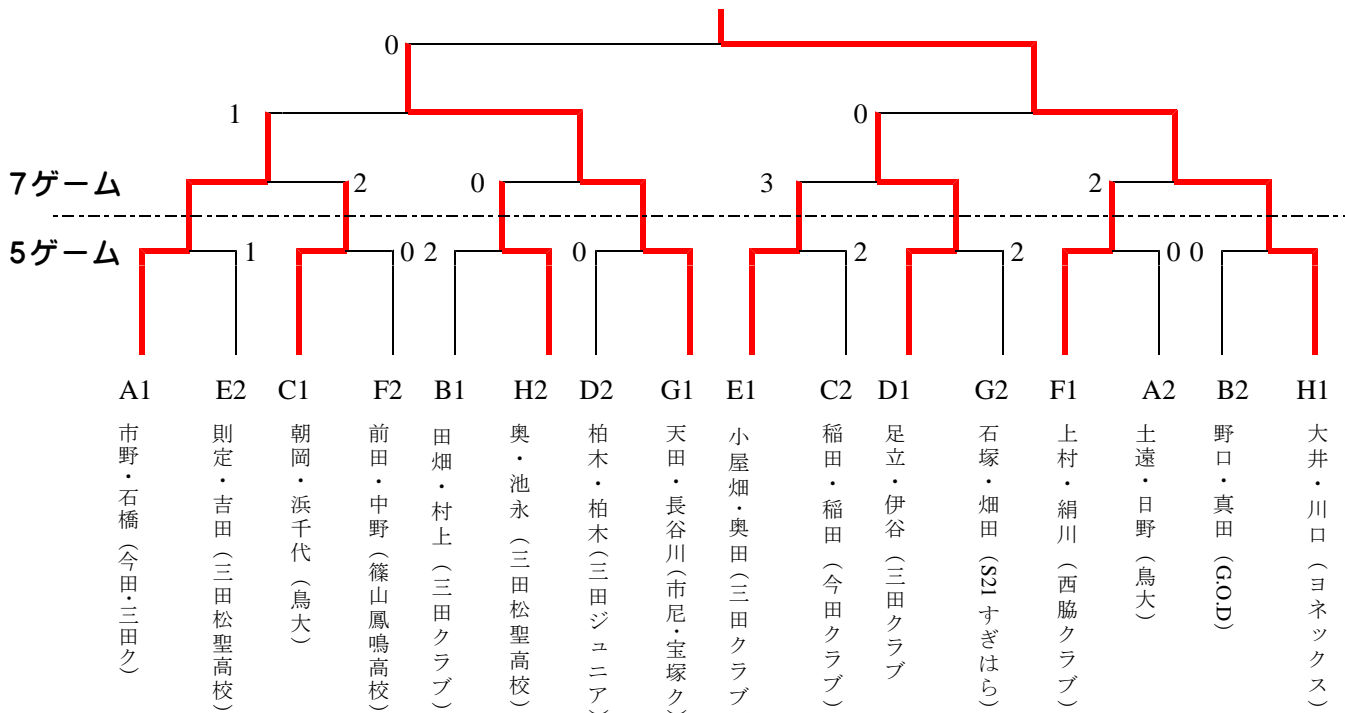 0
1
0
7ゲーム
2
0
3
2
5ゲーム
1
0
2
0
2
2
0
0
A1
E2
C1
F2
B1
H2
D2
G1
E1
C2
D1
G2
F1
A2
B2
H1
市野・石橋（今田・三田ク）
則定・吉田（三田松聖高校）
朝岡・浜千代（鳥大）
前田・中野（篠山鳳鳴高校）
田畑・村上（三田クラブ）
奥・池永（三田松聖高校）
柏木・柏木（三田ジュニア）
天田・長谷川（市尼・宝塚ク）
小屋畑・奥田（三田クラブ
稲田・稲田（今田クラブ）
足立・伊谷（三田クラブ
石塚・畑田（S21すぎはら）
上村・絹川（西脇クラブ）
土遠・日野（鳥大）
野口・真田（G.O.D）
大井・川口（ヨネックス）